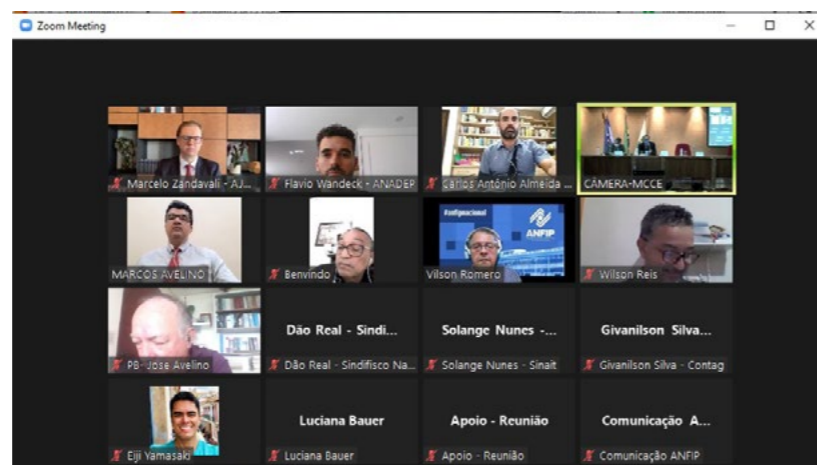 Zoom Meeting
Marcelo Zandavali - AJ...
Flavio Wandeck - ANADEP
Carlos Antônio Almeida ...
CÂMERA-MCCE
#anfipnacional
ANFIP
MARCOS AVELINO
Benvindo
Vilson Romero
Wilson Reis
PB- Jose Avelino
Dão Real - Sindi...
Dão Real - Sindifisco Na...
Solange Nunes -...
Solange Nunes - Sinait
Givanilson Silva...
Givanilson Silva - Contag
Eiji Yamasaki
Luciana Bauer
Luciana Bauer
Apoio - Reunião
Apoio - Reunião
Comunicação A...
Comunicação ANFIP